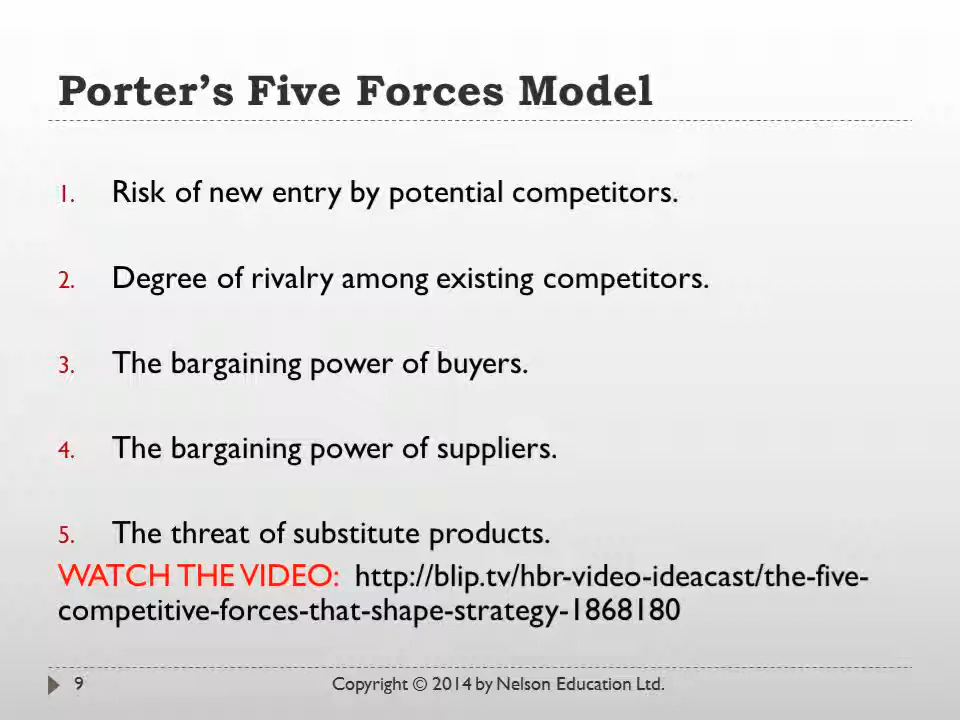 Porter’s Five Forces Model
1. Risk of new entry by potential competitors.
2. Degree of rivalry among existing competitors.
3. The bargaining power of buyers.
4. The bargaining power of suppliers.
5. The threat of substitute products.
WATCH THE VIDEO: http://blip.tv/hbr-video-ideacast/the-five-
competitive-forces-that-shape-strategy-1868180
9 Copyright © 2014 by Nelson Education Ltd.